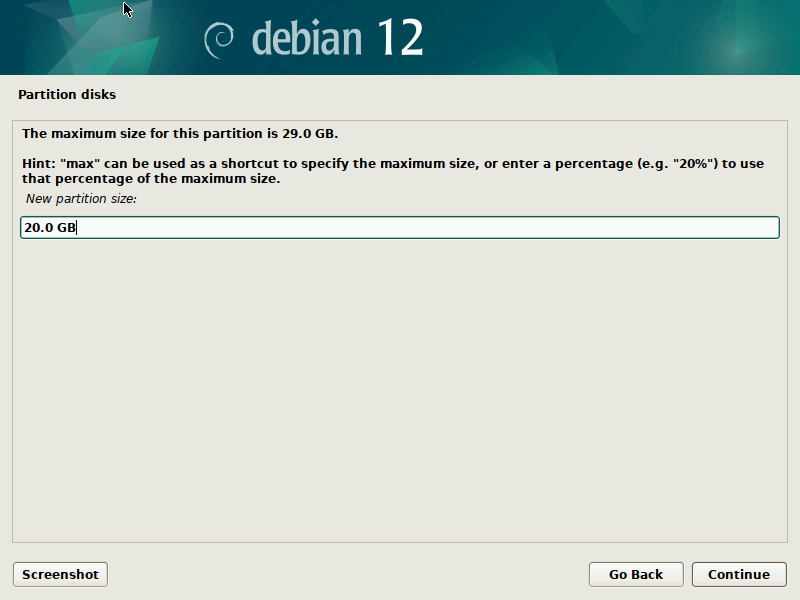 debian 12
Partition disks
The maximum size for this partition is 29.0 GB.
Hint: "max" can be used as a shortcut to specify the maximum size, or enter a percentage (e.g. "20%") to use
that percentage of the maximum size.
New partition size:
20.0 GB
Screenshot
Go Back
Continue